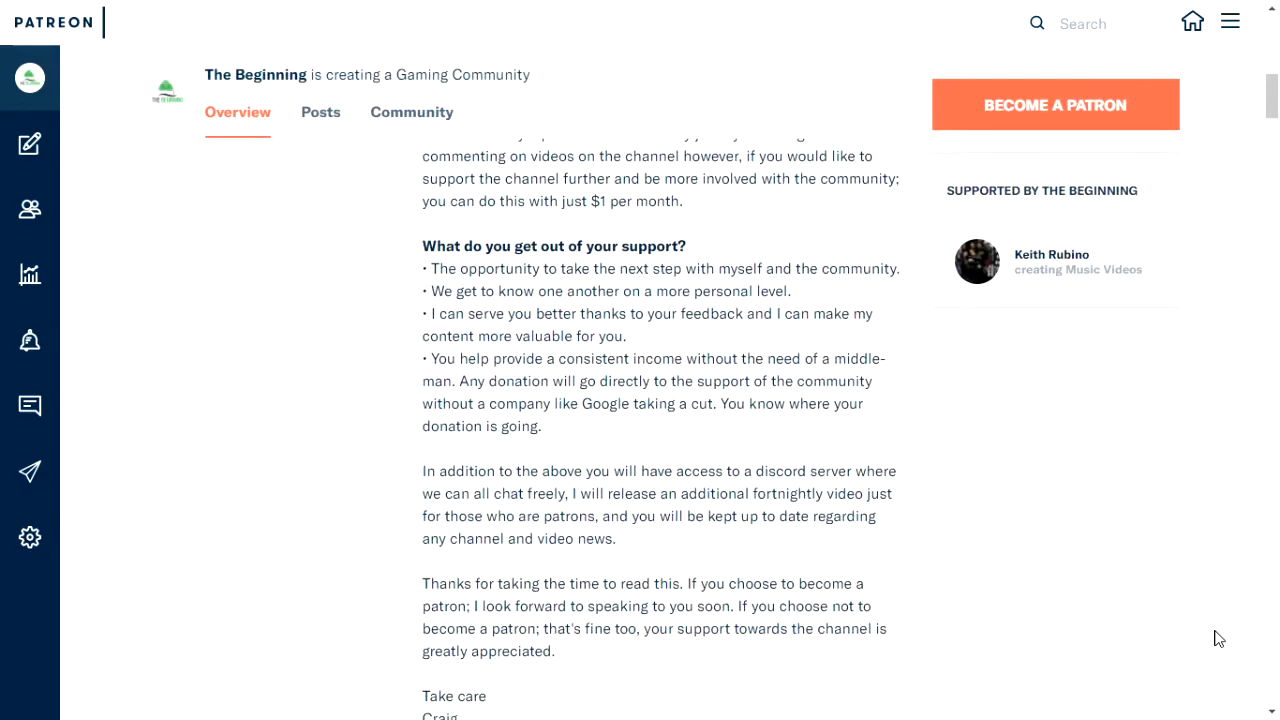 PATREON
Search
The Beginning is creating a Gaming Community
Overview Posts Community
BECOME A PATRON
commenting on videos on the channel however, if you would like to
support the channel further and be more involved with the community;
you can do this with just $1 per month.
What do you get out of your support?
• The opportunity to take the next step with myself and the community.
• We get to know one another on a more personal level.
• I can serve you better thanks to your feedback and I can make my
content more valuable for you.
• You help provide a consistent income without the need of a middle-
man. Any donation will go directly to the support of the community
without a company like Google taking a cut. You know where your
donation is going.
In addition to the above you will have access to a discord server where
we can all chat freely, I will release an additional fortnightly video just
for those who are patrons, and you will be kept up to date regarding
any channel and video news.
Thanks for taking the time to read this. If you choose to become a
patron; I look forward to speaking to you soon. If you choose not to
become a patron; that's fine too, your support towards the channel is
greatly appreciated.
Take care
Craig
SUPPORTED BY THE BEGINNING
Keith Rubino
creating Music Videos